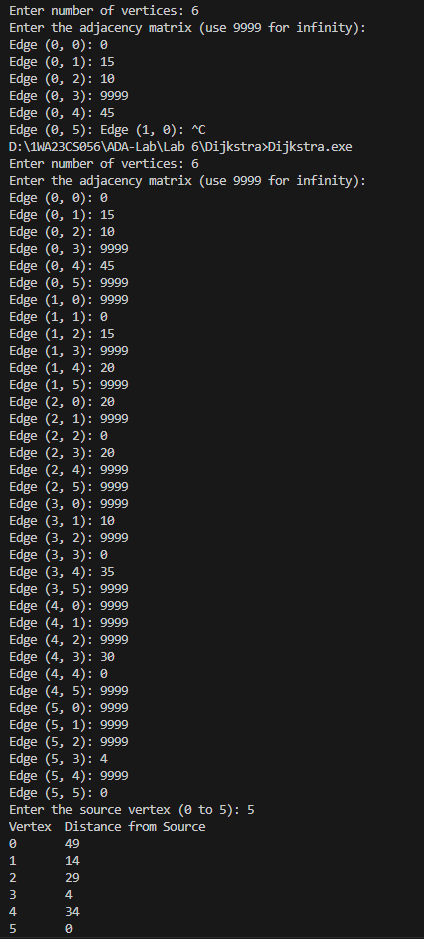 Enter number of vertices: 6
Enter the adjacency matrix (use 9999 for infinity):
Edge (0, 0): 0
Edge (0, 1): 15
Edge (0, 2): 10
Edge (0, 3): 9999
Edge (0, 4): 45
Edge (0, 5): Edge (1, 0): ^C
D:\1WA23CS056\ADA-Lab\Lab 6\Dijkstra>Dijkstra.exe
Enter number of vertices: 6
Enter the adjacency matrix (use 9999 for infinity):
Edge (0, 0): 0
Edge (0, 1): 15
Edge (0, 2): 10
Edge (0, 3): 9999
Edge (0, 4): 45
Edge (0, 5): 9999
Edge (1, 0): 9999
Edge (1, 1): 0
Edge (1, 2): 15
Edge (1, 3): 9999
Edge (1, 4): 20
Edge (1, 5): 9999
Edge (2, 0): 20
Edge (2, 1): 9999
Edge (2, 2): 0
Edge (2, 3): 20
Edge (2, 4): 9999
Edge (2, 5): 9999
Edge (3, 0): 9999
Edge (3, 1): 10
Edge (3, 2): 9999
Edge (3, 3): 0
Edge (3, 4): 35
Edge (3, 5): 9999
Edge (4, 0): 9999
Edge (4, 1): 9999
Edge (4, 2): 9999
Edge (4, 3): 30
Edge (4, 4): 0
Edge (4, 5): 9999
Edge (5, 0): 9999
Edge (5, 1): 9999
Edge (5, 2): 9999
Edge (5, 3): 4
Edge (5, 4): 9999
Edge (5, 5): 0
Enter the source vertex (0 to 5): 5
Vertex  Distance from Source
0       49
1       14
2       29
3       4
4       34
5       0